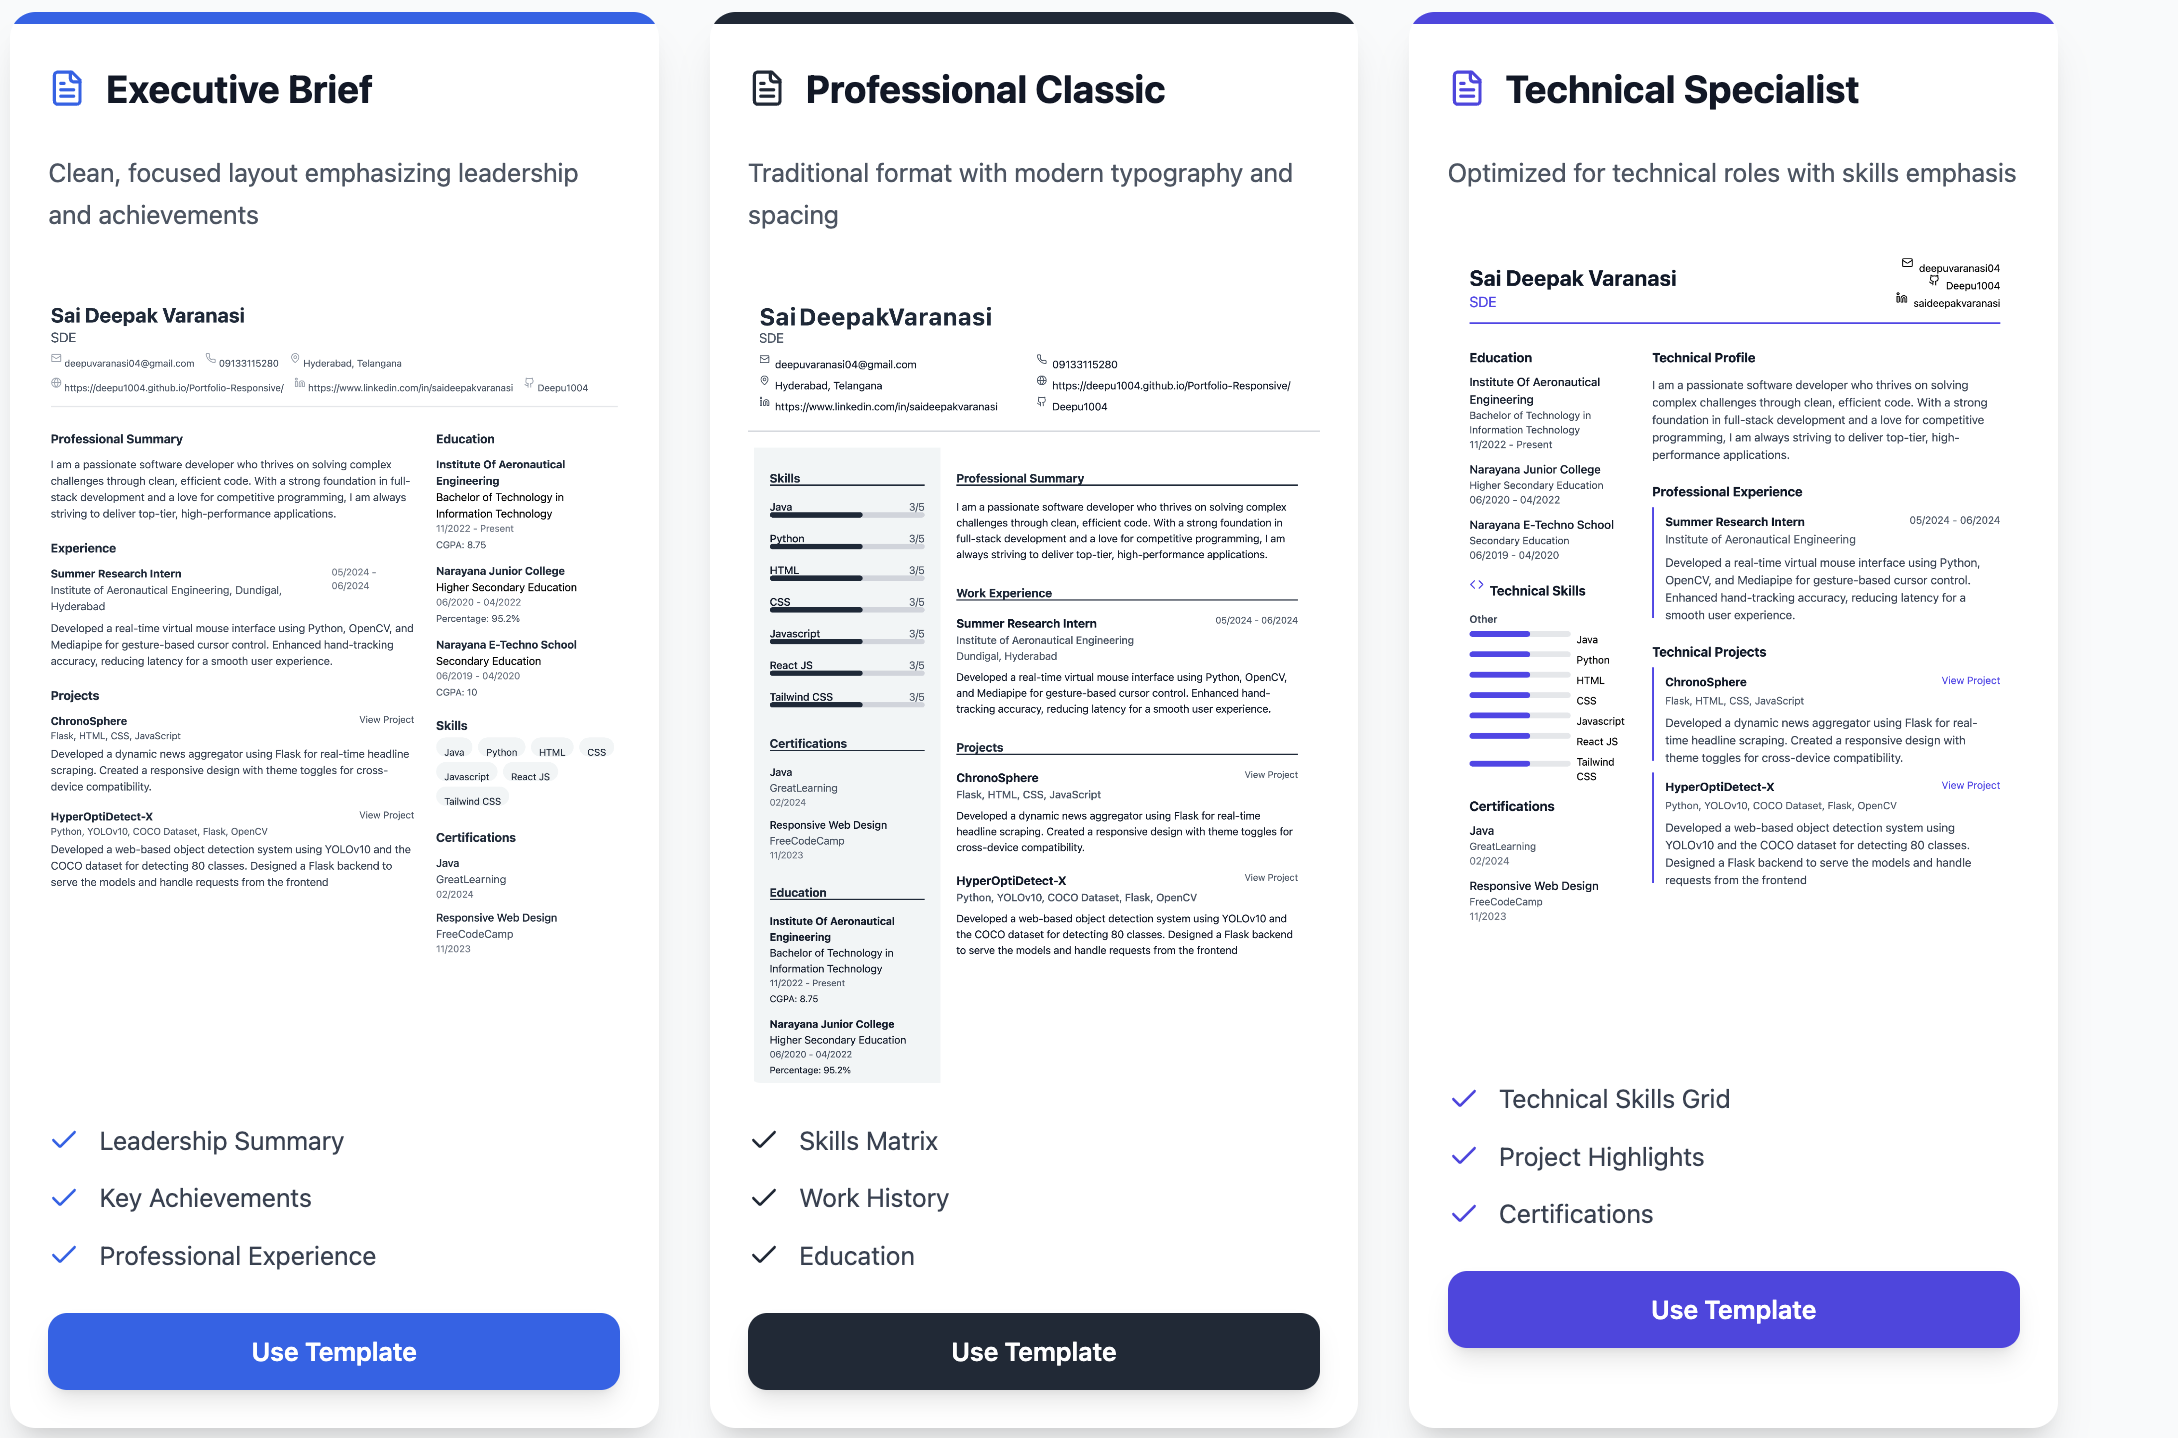 Executive Brief
Clean, focused layout emphasizing leadership
and achievements
Sai Deepak Varanasi
SDE
deepuvaranasi04@gmail.com 09133115280 Hyderabad, Telangana
https://deepu1004.github.io/Portfolio-Responsive/ https://www.linkedin.com/in/saideepakvaranasi Deepu1004
Professional Summary
I am a passionate software developer who thrives on solving complex
challenges through clean, efficient code. With a strong foundation in full-
stack development and a love for competitive programming, I am always
striving to deliver top-tier, high-performance applications.
Experience
Summer Research Intern 05/2024 -
06/2024
Institute of Aeronautical Engineering, Dundigal,
Hyderabad
Developed a real-time virtual mouse interface using Python, OpenCV, and
Mediapipe for gesture-based cursor control. Enhanced hand-tracking
accuracy, reducing latency for a smooth user experience.
Projects
ChronoSphere View Project
Flask, HTML, CSS, JavaScript
Developed a dynamic news aggregator using Flask for real-time headline
scraping. Created a responsive design with theme toggles for cross-
device compatibility.
HyperOptiDetect-X View Project
Python, YOLOv10, COCO Dataset, Flask, OpenCV
Developed a web-based object detection system using YOLOv10 and the
COCO dataset for detecting 80 classes. Designed a Flask backend to
serve the models and handle requests from the frontend
Education
Institute Of Aeronautical
Engineering
Bachelor of Technology in
Information Technology
11/2022 - Present
CGPA: 8.75
Narayana Junior College
Higher Secondary Education
06/2020 - 04/2022
Percentage: 95.2%
Narayana E-Techno School
Secondary Education
06/2019 - 04/2020
CGPA: 10
Skills
Java Python HTML CSS
Javascript React JS
Tailwind CSS
Certifications
Java
GreatLearning
02/2024
Responsive Web Design
FreeCodeCamp
11/2023
Leadership Summary
Key Achievements
Professional Experience
Use Template
Professional Classic
Traditional format with modern typography and
spacing
Sai DeepakVaranasi
SDE
deepuvaranasi04@gmail.com 09133115280
Hyderabad, Telangana https://deepu1004.github.io/Portfolio-Responsive/
https://www.linkedin.com/in/saideepakvaranasi Deepu1004
Skills
Java 3/5
Python 3/5
HTML 3/5
CSS 3/5
Javascript 3/5
React JS 3/5
Tailwind CSS 3/5
Certifications
Java
GreatLearning
02/2024
Responsive Web Design
FreeCodeCamp
11/2023
Education
Institute Of Aeronautical
Engineering
Bachelor of Technology in
Information Technology
11/2022 - Present
CGPA: 8.75
Narayana Junior College
Higher Secondary Education
06/2020 - 04/2022
Percentage: 95.2%
Professional Summary
I am a passionate software developer who thrives on solving complex
challenges through clean, efficient code. With a strong foundation in
full-stack development and a love for competitive programming, I am
always striving to deliver top-tier, high-performance applications.
Work Experience
Summer Research Intern 05/2024 - 06/2024
Institute of Aeronautical Engineering
Dundigal, Hyderabad
Developed a real-time virtual mouse interface using Python, OpenCV,
and Mediapipe for gesture-based cursor control. Enhanced hand-
tracking accuracy, reducing latency for a smooth user experience.
Projects
ChronoSphere View Project
Flask, HTML, CSS, JavaScript
Developed a dynamic news aggregator using Flask for real-time
headline scraping. Created a responsive design with theme toggles for
cross-device compatibility.
HyperOptiDetect-X View Project
Python, YOLOv10, COCO Dataset, Flask, OpenCV
Developed a web-based object detection system using YOLOv10 and
the COCO dataset for detecting 80 classes. Designed a Flask backend
to serve the models and handle requests from the frontend
Skills Matrix
Work History
Education
Use Template
Technical Specialist
Optimized for technical roles with skills emphasis
Sai Deepak Varanasi
SDE
deepuvaranasi04
Deepu1004
saideepakvaranasi
Education
Institute Of Aeronautical
Engineering
Bachelor of Technology in
Information Technology
11/2022 - Present
Narayana Junior College
Higher Secondary Education
06/2020 - 04/2022
Narayana E-Techno School
Secondary Education
06/2019 - 04/2020
Technical Skills
Other
Java
Python
HTML
CSS
Javascript
React JS
Tailwind
CSS
Certifications
Java
GreatLearning
02/2024
Responsive Web Design
FreeCodeCamp
11/2023
Technical Profile
I am a passionate software developer who thrives on solving
complex challenges through clean, efficient code. With a strong
foundation in full-stack development and a love for competitive
programming, I am always striving to deliver top-tier, high-
performance applications.
Professional Experience
Summer Research Intern 05/2024 - 06/2024
Institute of Aeronautical Engineering
Developed a real-time virtual mouse interface using Python,
OpenCV, and Mediapipe for gesture-based cursor control.
Enhanced hand-tracking accuracy, reducing latency for a
smooth user experience.
Technical Projects
ChronoSphere View Project
Flask, HTML, CSS, JavaScript
Developed a dynamic news aggregator using Flask for real-
time headline scraping. Created a responsive design with
theme toggles for cross-device compatibility.
HyperOptiDetect-X View Project
Python, YOLOv10, COCO Dataset, Flask, OpenCV
Developed a web-based object detection system using
YOLOv10 and the COCO dataset for detecting 80 classes.
Designed a Flask backend to serve the models and handle
requests from the frontend
Technical Skills Grid
Project Highlights
Certifications
Use Template